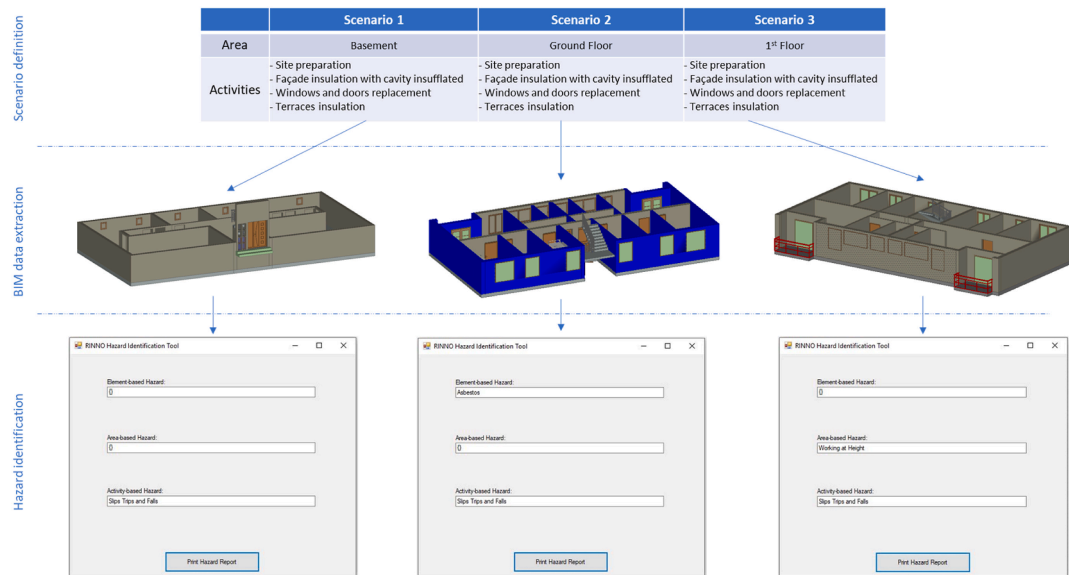 Scenario definition
Scenario 1 Scenario 2 Scenario 3
Area Basement Ground Floor 1st Floor
Activities
- Site preparation
- Façade insulation with cavity insufflated
- Windows and doors replacement
- Terraces insulation
- Site preparation
- Façade insulation with cavity insufflated
- Windows and doors replacement
- Terraces insulation
- Site preparation
- Façade insulation with cavity insufflated
- Windows and doors replacement
- Terraces insulation
BIM data extraction
Hazard identification
RINNO Hazard Identification Tool
Element-based Hazard:
()
Area-based Hazard:
()
Activity-based Hazard:
Slips Trips and Falls
Print Hazard Report
RINNO Hazard Identification Tool
Element-based Hazard:
Asbestos
Area-based Hazard:
()
Activity-based Hazard:
Slips Trips and Falls
Print Hazard Report
RINNO Hazard Identification Tool
Element-based Hazard:
()
Area-based Hazard:
Working at Height
Activity-based Hazard:
Slips Trips and Falls
Print Hazard Report